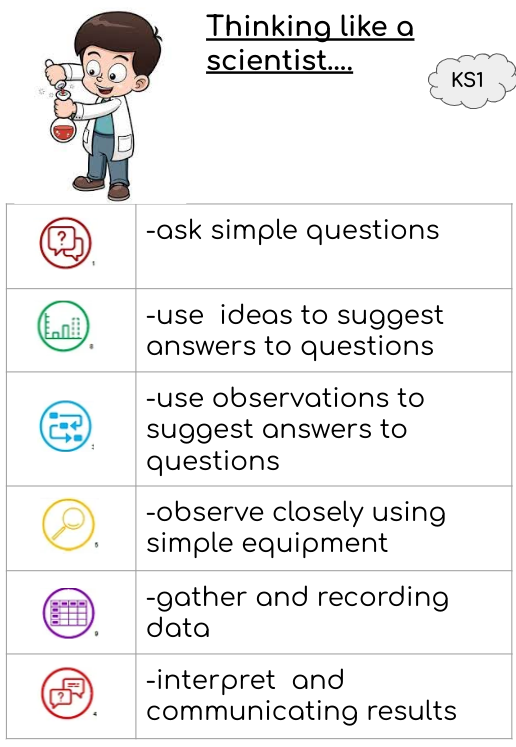 Thinking like a
scientist....
KS1
-ask simple questions
-use  ideas to suggest
answers to questions
-use observations to
suggest answers to
questions
-observe closely using
simple equipment
-gather and recording
data
-interpret  and
communicating results